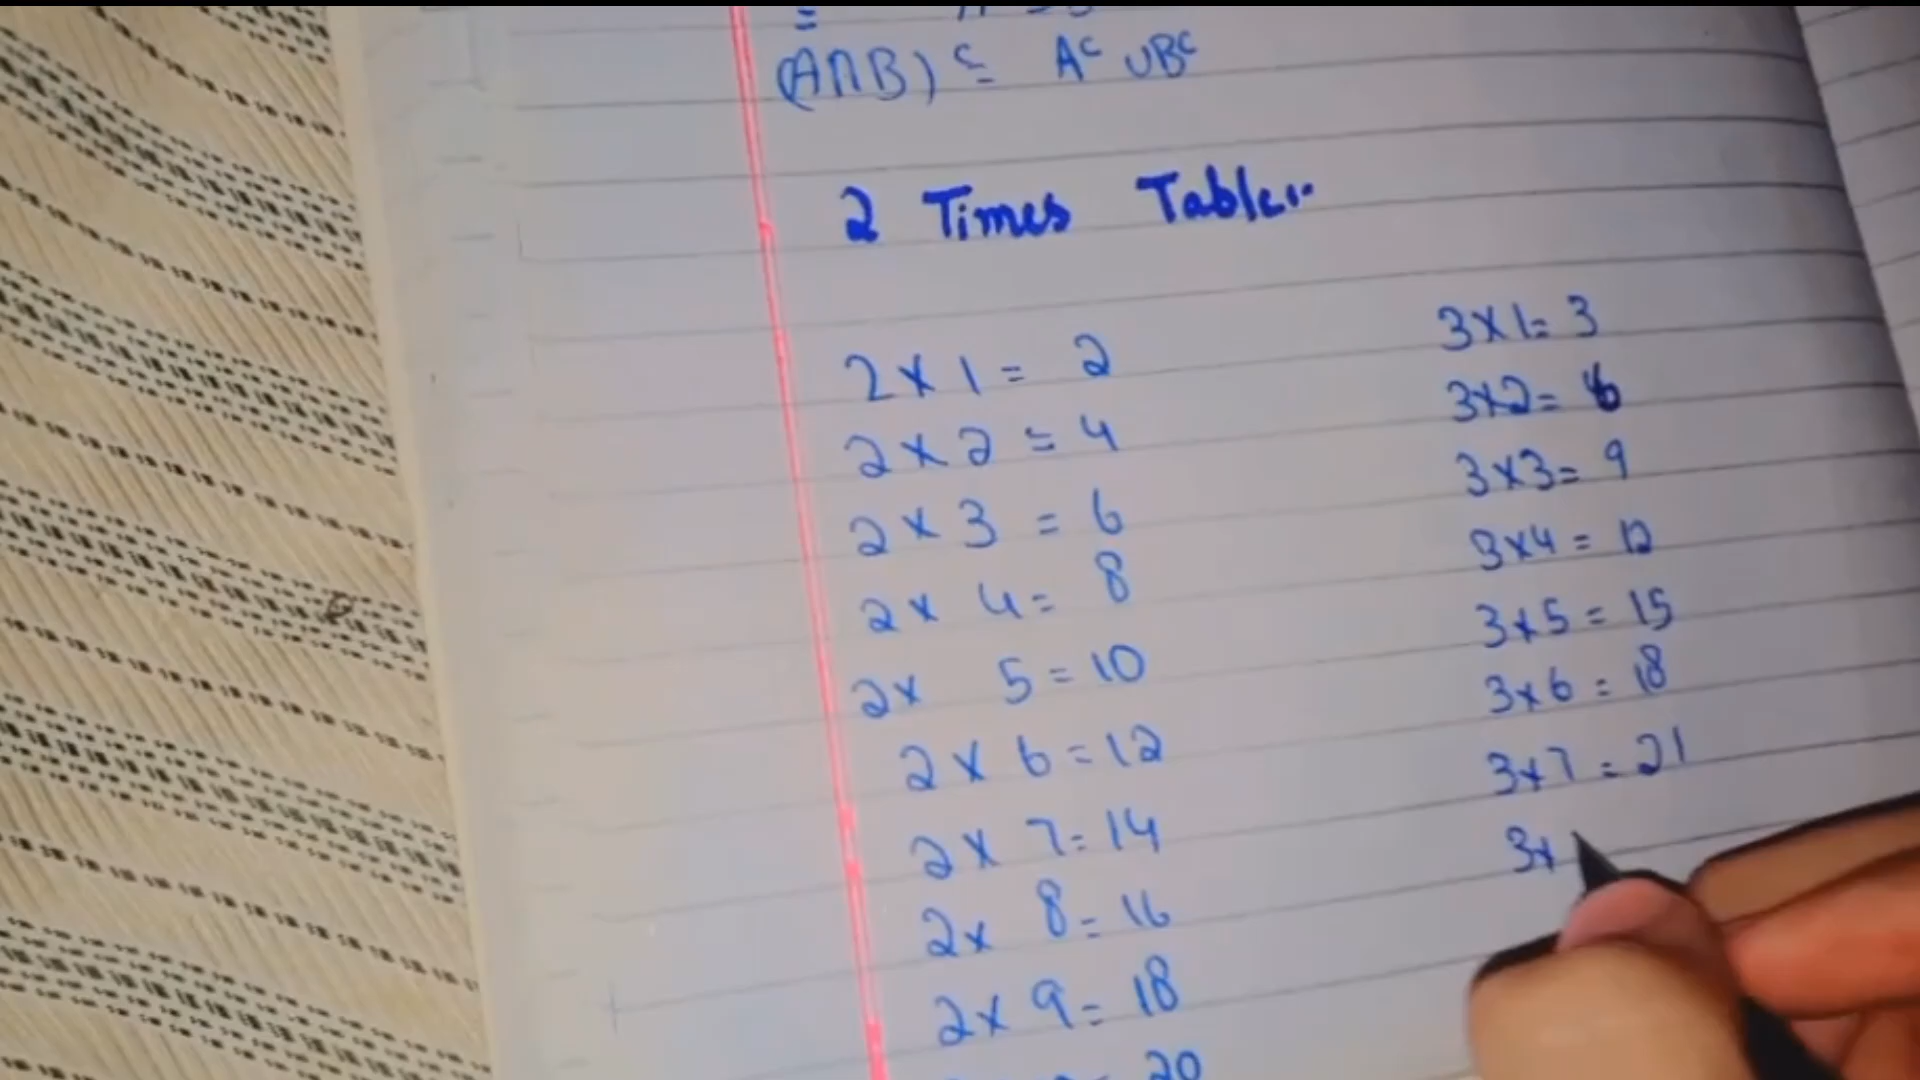 (A∩B) ⊆ Aᶜ ∪Bᶜ
2 Times Table
2 × 1 = 2
2 × 2 = 4
2 × 3 = 6
2 × 4 = 8
2 × 5 = 10
2 × 6 = 12
2 × 7 = 14
2 × 8 = 16
2 × 9 = 18
20
3 × 1 = 3
3 × 2 = 6
3 × 3 = 9
3 × 4 = 12
3 × 5 = 15
3 × 6 = 18
3 × 7 = 21
3 ×